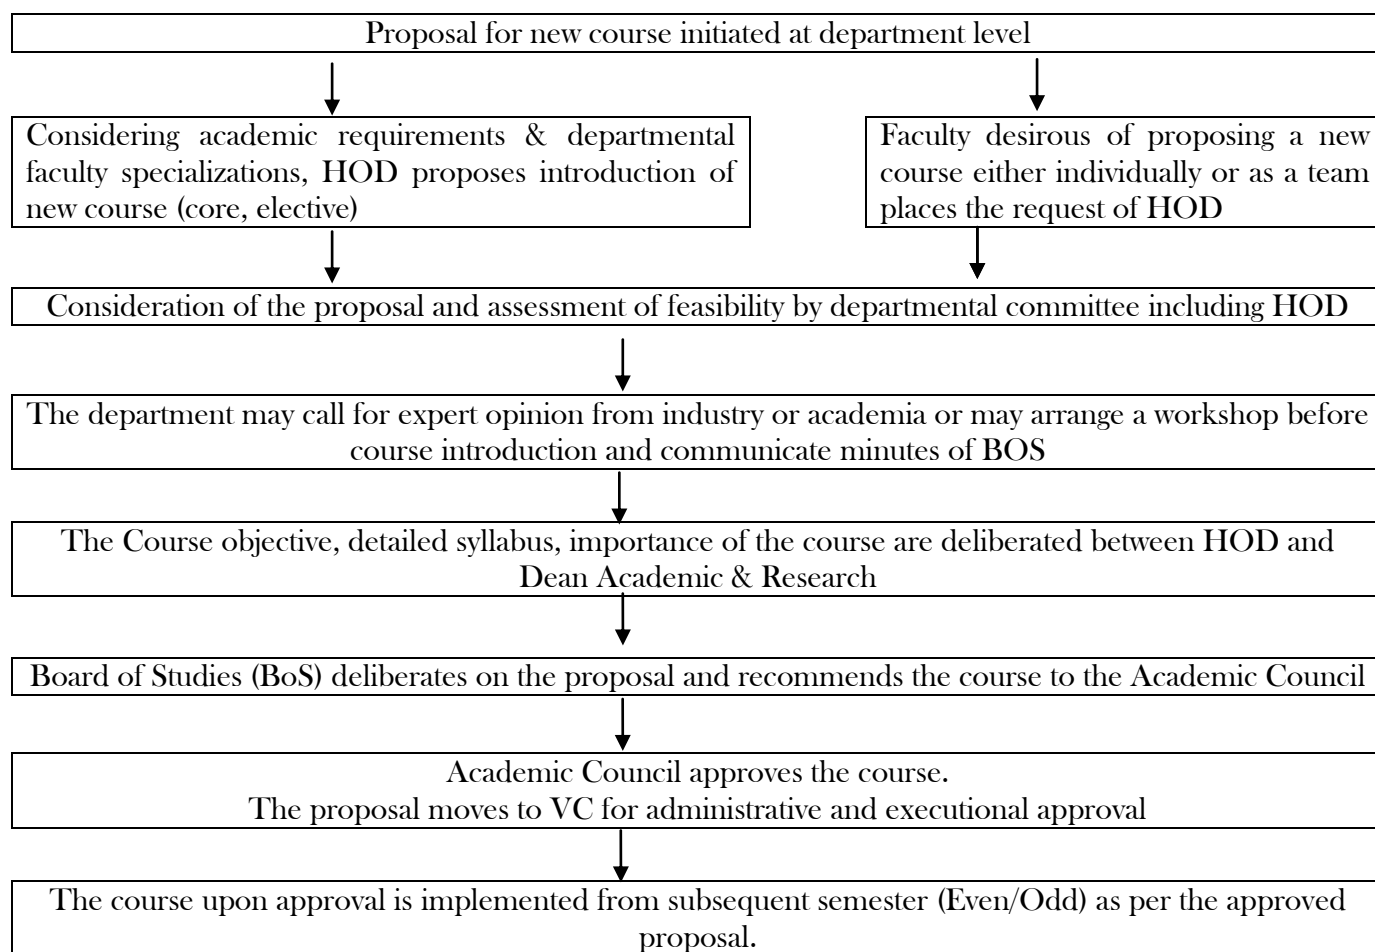 Proposal for new course initiated at department level
Considering academic requirements & departmental
faculty specializations, HOD proposes introduction of
new course (core, elective)
Faculty desirous of proposing a new
course either individually or as a team
places the request of HOD
Consideration of the proposal and assessment of feasibility by departmental committee including HOD
The department may call for expert opinion from industry or academia or may arrange a workshop before
course introduction and communicate minutes of BOS
The Course objective, detailed syllabus, importance of the course are deliberated between HOD and
Dean Academic & Research
Board of Studies (BoS) deliberates on the proposal and recommends the course to the Academic Council
Academic Council approves the course.
The proposal moves to VC for administrative and executional approval
The course upon approval is implemented from subsequent semester (Even/Odd) as per the approved
proposal.